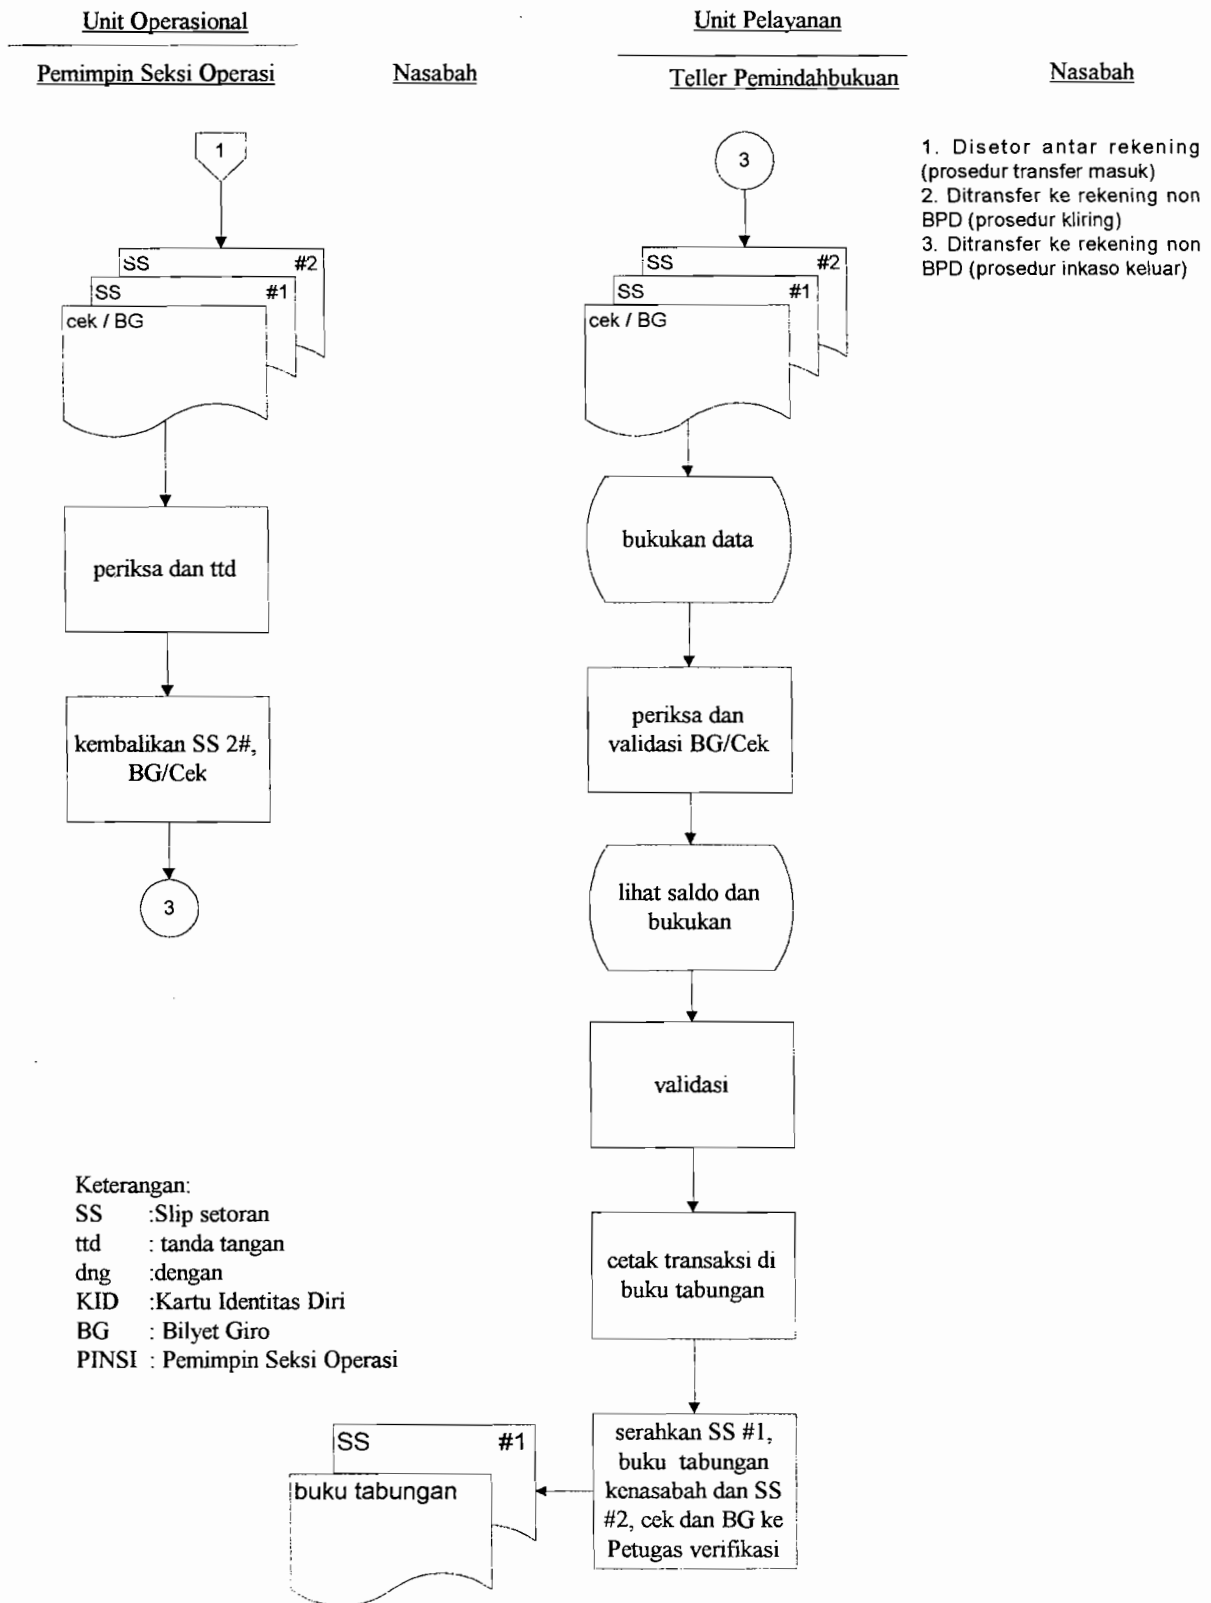 Unit Operasional
Pemimpin Seksi Operasi
Nasabah
1
SS #2
SS #1
cek / BG
periksa dan ttd
kembalikan SS 2#,
BG/Cek
3
Unit Pelayanan
Teller Pemindahbukuan
Nasabah
3
SS #2
SS #1
cek / BG
bukukan data
periksa dan
validasi BG/Cek
lihat saldo dan
bukukan
validasi
cetak transaksi di
buku tabungan
serahkan SS #1,
buku tabungan
kenasabah dan SS
#2, cek dan BG ke
Petugas verifikasi
SS #1
buku tabungan
1. Disetor antar rekening
(prosedur transfer masuk)
2. Ditransfer ke rekening non
BPD (prosedur kliring)
3. Ditransfer ke rekening non
BPD (prosedur inkaso keluar)
Keterangan:
SS :Slip setoran
ttd : tanda tangan
dng :dengan
KID :Kartu Identitas Diri
BG : Bilyet Giro
PINSI : Pemimpin Seksi Operasi